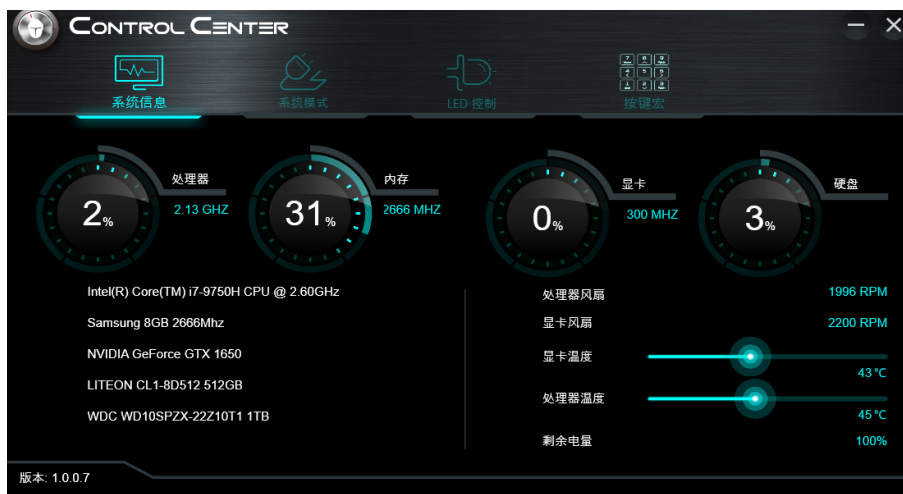 CONTROL CENTER
系统信息
系统模式
LED 控制
按键宏
处理器
2%
2.13 GHZ
内存
31%
2666 MHZ
显卡
0%
300 MHZ
硬盘
3%
Intel(R) Core(TM) i7-9750H CPU @ 2.60GHz
Samsung 8GB 2666Mhz
NVIDIA GeForce GTX 1650
LITEON CL1-8D512 512GB
WDC WD10SPZX-22Z10T1 1TB
处理器风扇 1996 RPM
显卡风扇 2200 RPM
显卡温度
43℃
处理器温度
45℃
剩余电量 100%
版本: 1.0.0.7